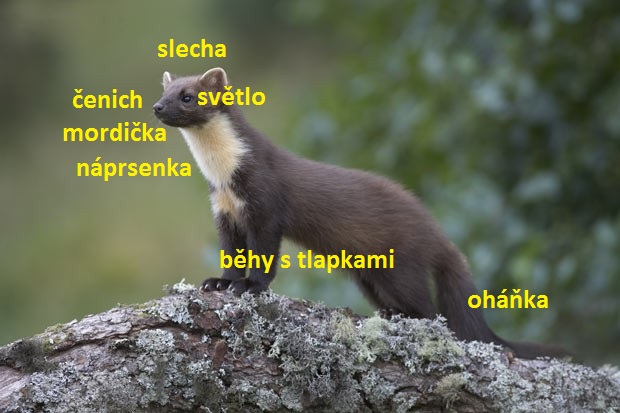 slecha
čenich
světlo
mordička
náprsenka
běhy s tlapkami
oháňka